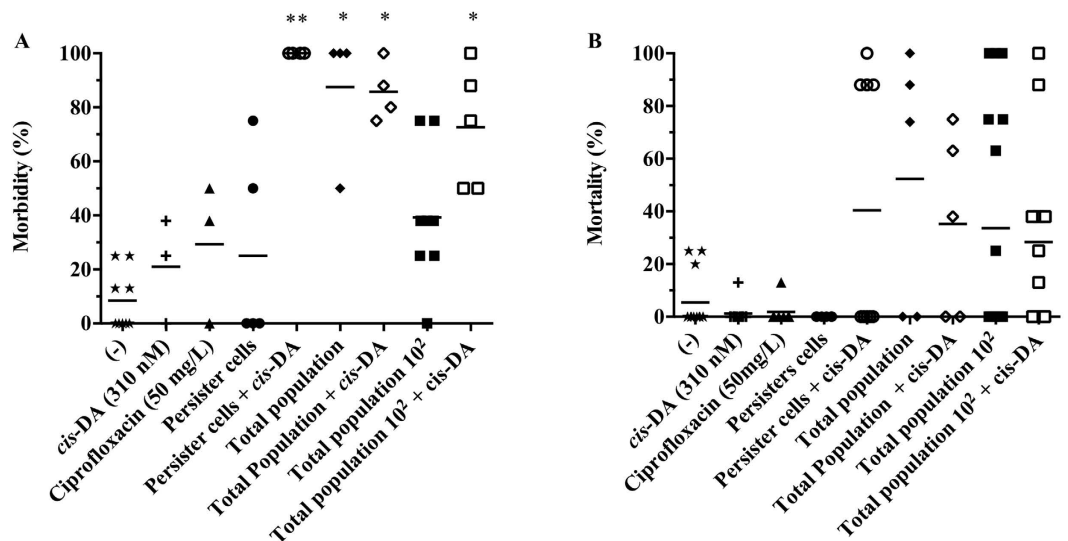 A
** * * *
Morbidity (%)
100
80
60
40
20
0
(-)
cis-DA (310 nM)
Ciprofloxacin (50 mg/L)
Persister cells
Persister cells + cis-DA
Total population
Total Population + cis-DA
Total population 10²
Total population 10² + cis-DA
B
Mortality (%)
100
80
60
40
20
0
(-)
cis-DA (310 nM)
Ciprofloxacin (50mg/L)
Persisters cells
Persister cells + cis-DA
Total population
Total Population + cis-DA
Total population 10²
Total population 10² + cis-DA